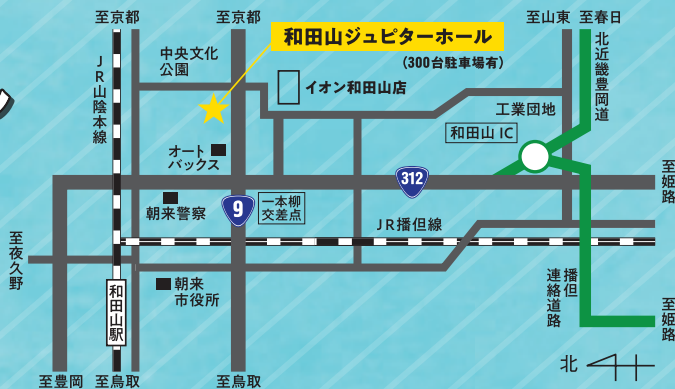 至京都
至京都
至山東
至春日
和田山ジュピターホール
(300台駐車場有)
中央文化
公園
JR山陰本線
イオン和田山店
北近畿豊岡道
工業団地
和田山 IC
オート
バックス
312
至姫路
朝来警察
9
一本柳
交差点
JR播但線
至夜久野
朝来
市役所
和田山駅
播但
連絡道路
至姫路
北
至豊岡
至鳥取
至鳥取